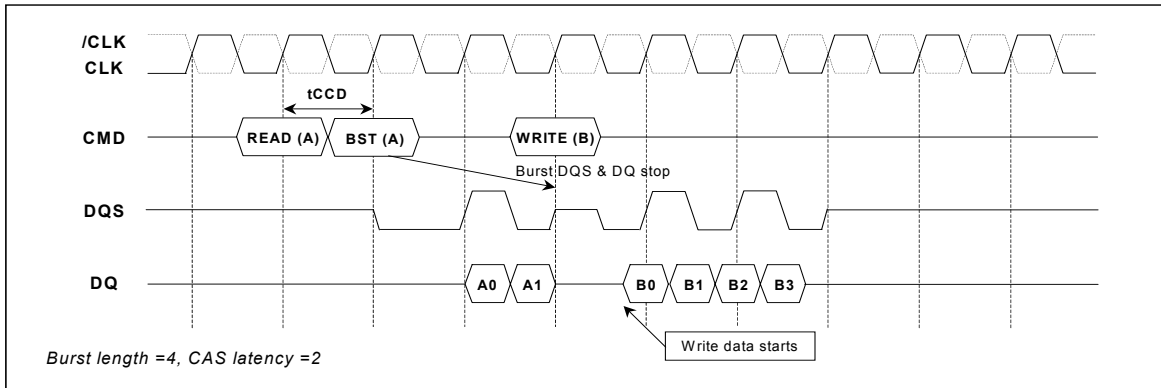 /CLK
CLK
tCCD
CMD
READ (A)
BST (A)
WRITE (B)
Burst DQS & DQ stop
DQS
DQ
A0
A1
B0
B1
B2
B3
Write data starts
Burst length =4, CAS latency =2